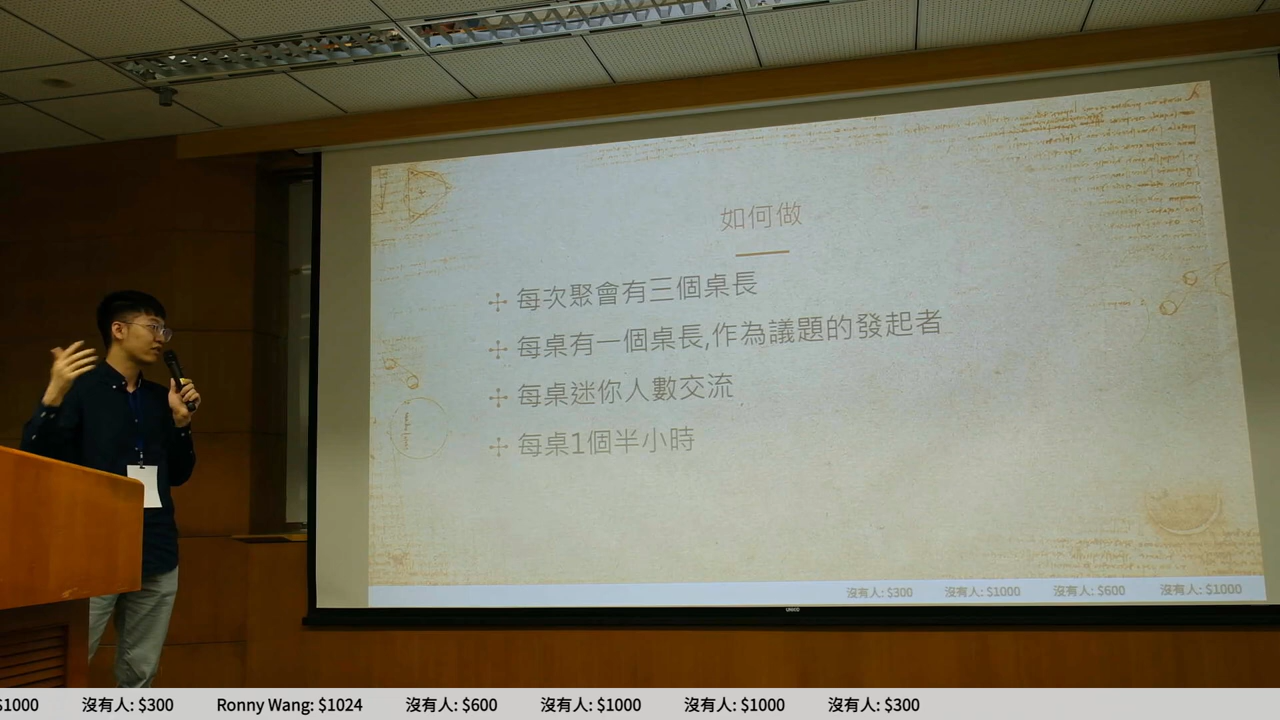 如何做
每次聚會有三個桌長
每桌有一個桌長,作為議題的發起者
每桌迷你人數交流
每桌1個半小時
沒有人: $300 沒有人: $1000 沒有人: $600 沒有人: $1000
$1000 沒有人: $300 Ronny Wang: $1024 沒有人: $600 沒有人: $1000 沒有人: $1000 沒有人: $300